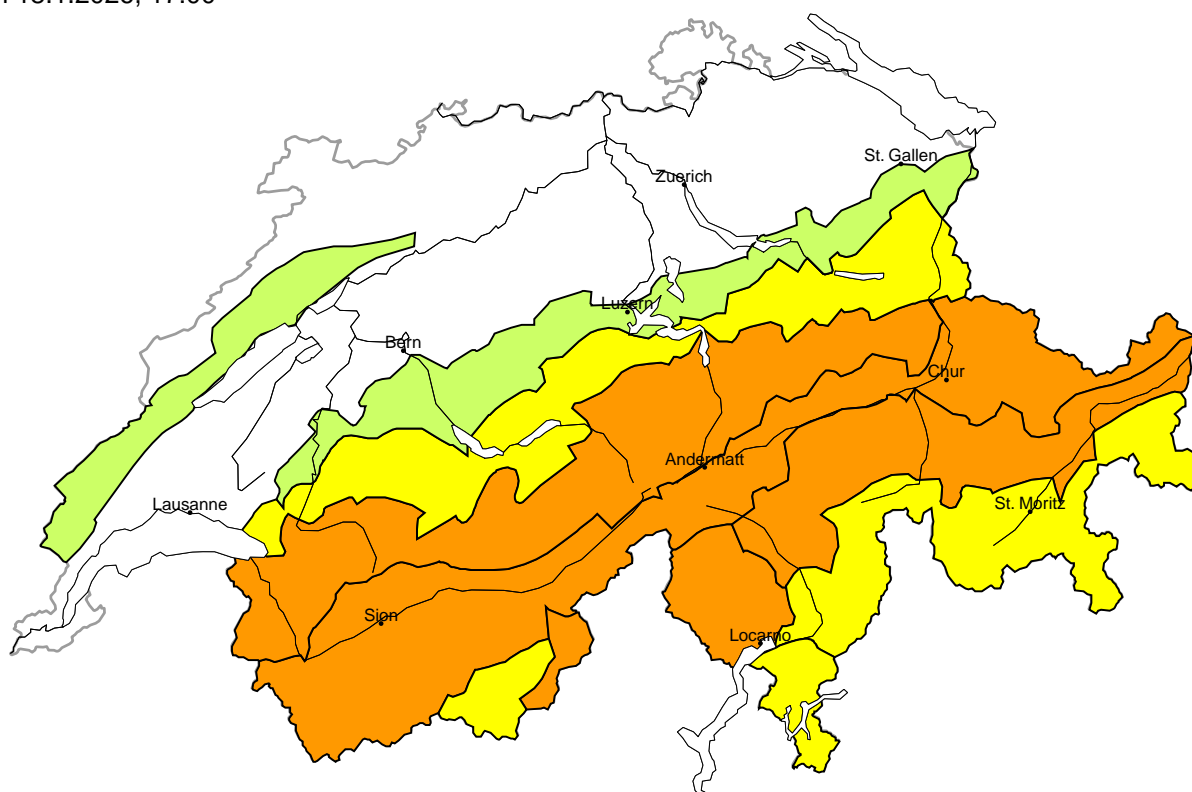 St. Gallen
Zuerich
Luzern
Bern
Chur
Andermatt
Lausanne
St. Moritz
Sion
Locarno